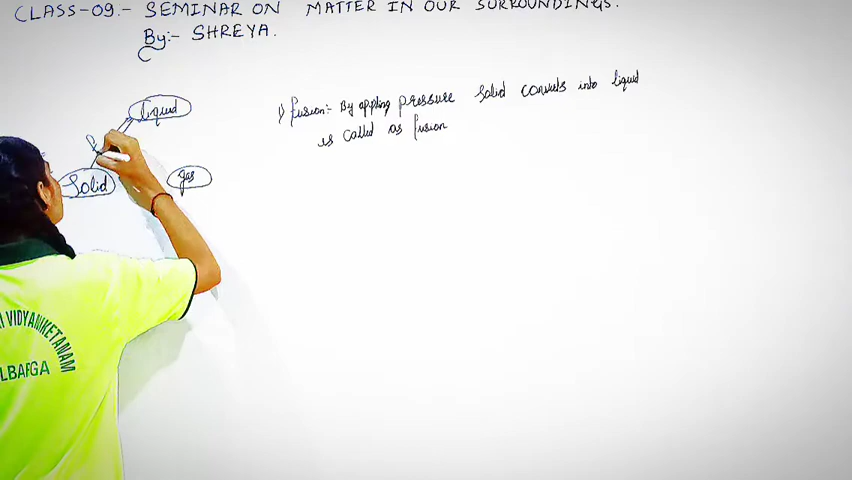 CLASS-09:- SEMINAR ON MATTER IN OUR SURROUNDINGS.
By:- SHREYA.
liquid
Solid
gas
1) fusion:- By appling pressure solid converts into liquid
is called as fusion
VIDYANIKETANAM
LBARGA